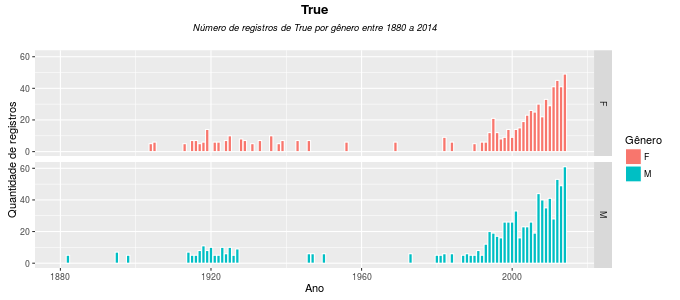 True
Número de registros de True por gênero entre 1880 a 2014
Quantidade de registros
60
40
20
0
F
60
40
20
0
M
1880
1920
1960
2000
Ano
Gênero
F
M